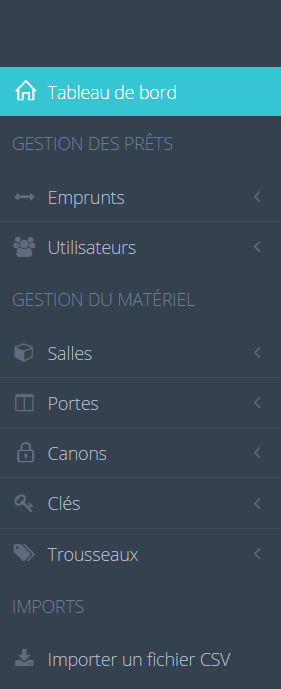 Tableau de bord
GESTION DES PRÊTS
Emprunts
Utilisateurs
GESTION DU MATÉRIEL
Salles
Portes
Canons
Clés
Trousseaux
IMPORTS
Importer un fichier CSV